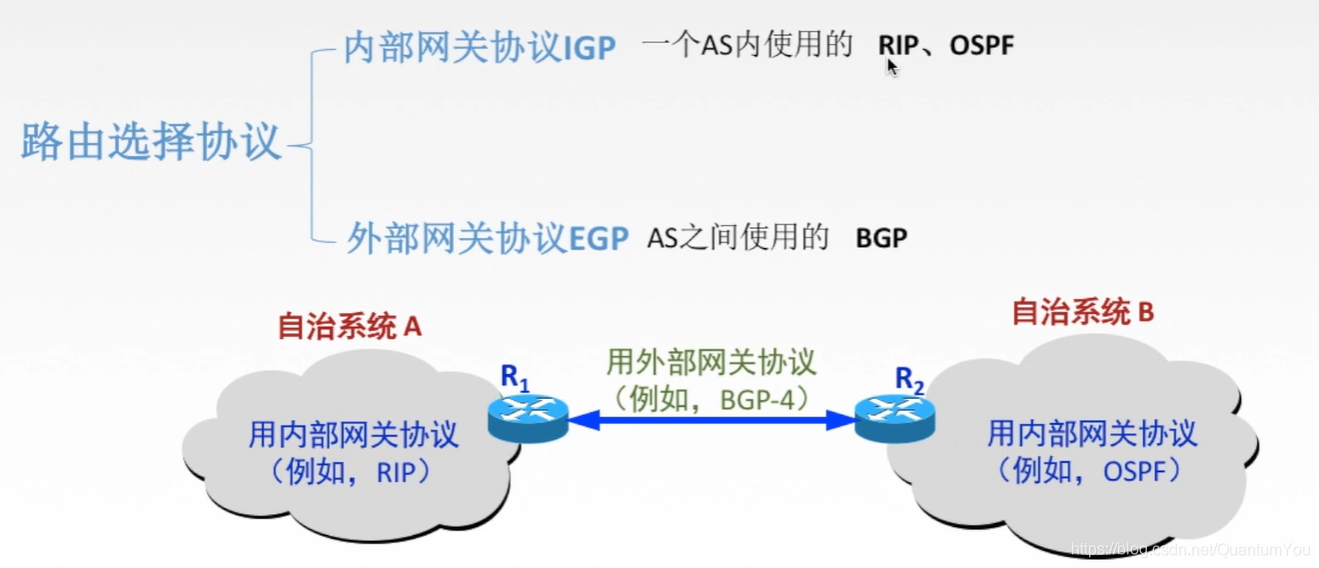 内部网关协议IGP 一个AS内使用的 RIP、OSPF
路由选择协议
外部网关协议EGP AS之间使用的 BGP
自治系统 A
自治系统 B
用外部网关协议
（例如，BGP-4）
R1
R2
用内部网关协议
（例如，RIP）
用内部网关协议
（例如，OSPF）
https://blog.csdn.net/QuantumYou